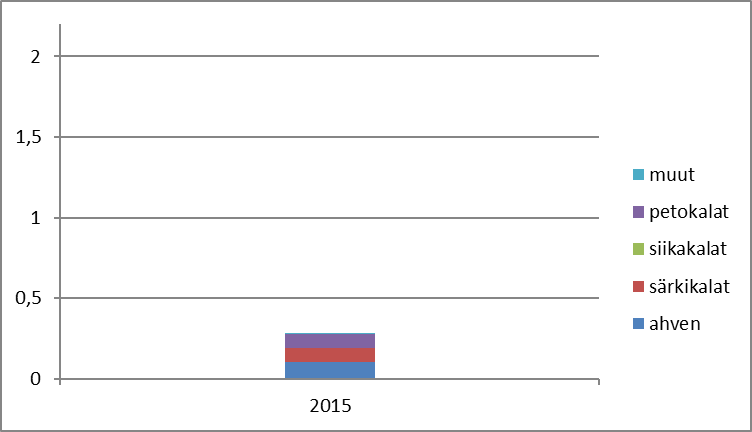 2
1,5
1
0,5
0
2015
muut
petokalat
siikakalat
särkikalat
ahven